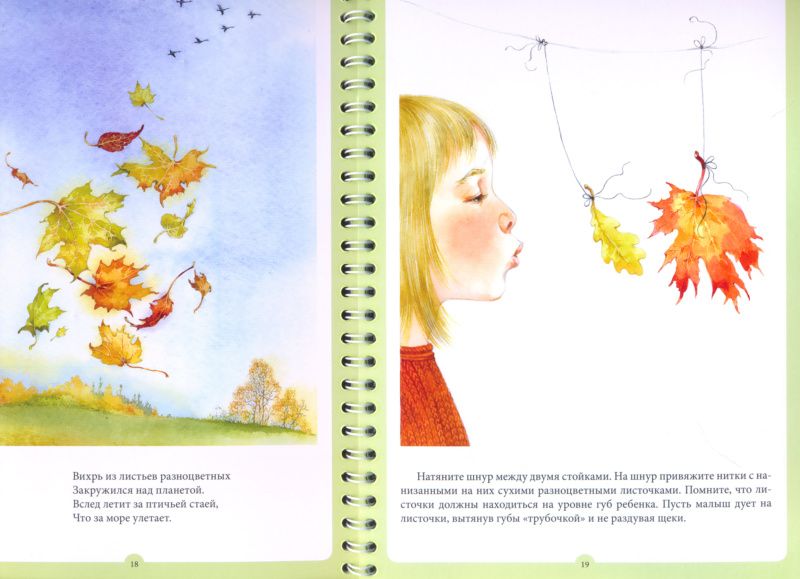 Вихрь из листьев разноцветных
Закружился над планетой.
Вслед летит за птичьей стаей,
Что за море улетает.
18
Натяните шнур между двумя стойками. На шнур привяжите нитки с на-
низанными на них сухими разноцветными листочками. Помните, что ли-
сточки должны находиться на уровне губ ребенка. Пусть малыш дует на
листочки, вытянув губы «трубочкой» и не раздувая щеки.
19